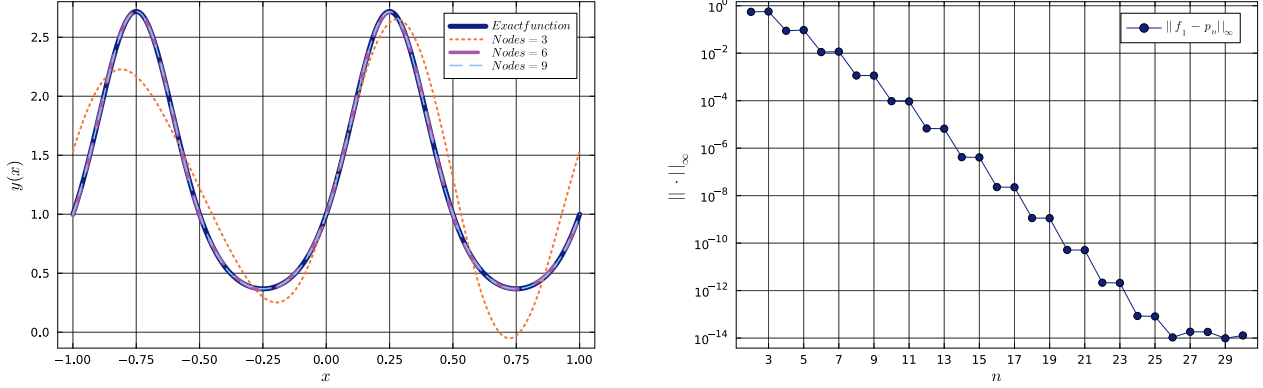 2.5
2.0
1.5
1.0
0.5
0.0
y(x)
Exactfunction
Nodes = 3
Nodes = 6
Nodes = 9
−1.00 −0.75 −0.50 −0.25 0.00 0.25 0.50 0.75 1.00
x
10^0
10^−2
10^−4
10^−6
10^−8
10^−10
10^−12
10^−14
|| · ||∞
||f₁ − pₙ||∞
3 5 7 9 11 13 15 17 19 21 23 25 27 29
n